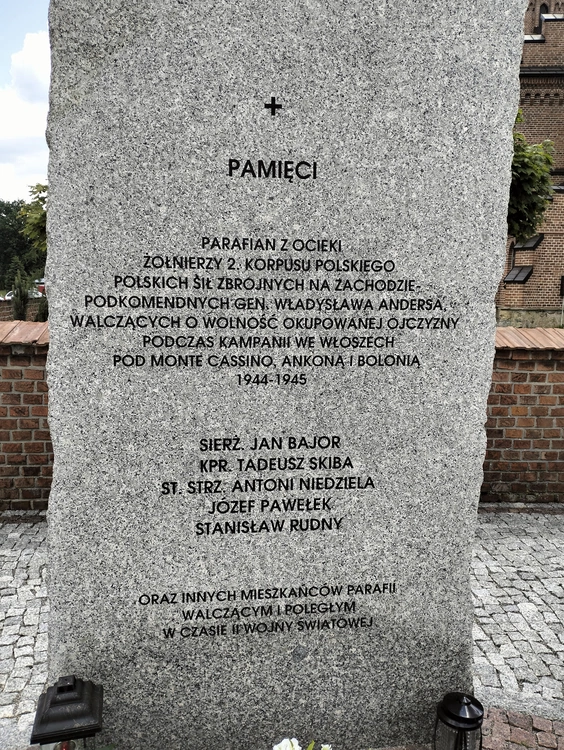 PAMIĘCI
PARAFIAN Z OCIEKI
ŻOŁNIERZY 2. KORPUSU POLSKIEGO
POLSKICH SIŁ ZBROJNYCH NA ZACHODZIE-
PODKOMENDNYCH GEN. WŁADYSŁAWA ANDERSA,
WALCZĄCYCH O WOLNOŚĆ OKUPOWANEJ OJCZYZNY
PODCZAS KAMPANII WE WŁOSZECH
POD MONTE CASSINO, ANKONĄ I BOLONIĄ
1944-1945
SIERŻ. JAN BAJOR
KPR. TADEUSZ SKIBA
ST. STRZ. ANTONI NIEDZIELA
JÓZEF PAWEŁEK
STANISŁAW RUDNY
ORAZ INNYCH MIESZKAŃCÓW PARAFII
WALCZĄCYM I POLEGŁYM
W CZASIE II WOJNY ŚWIATOWEJ